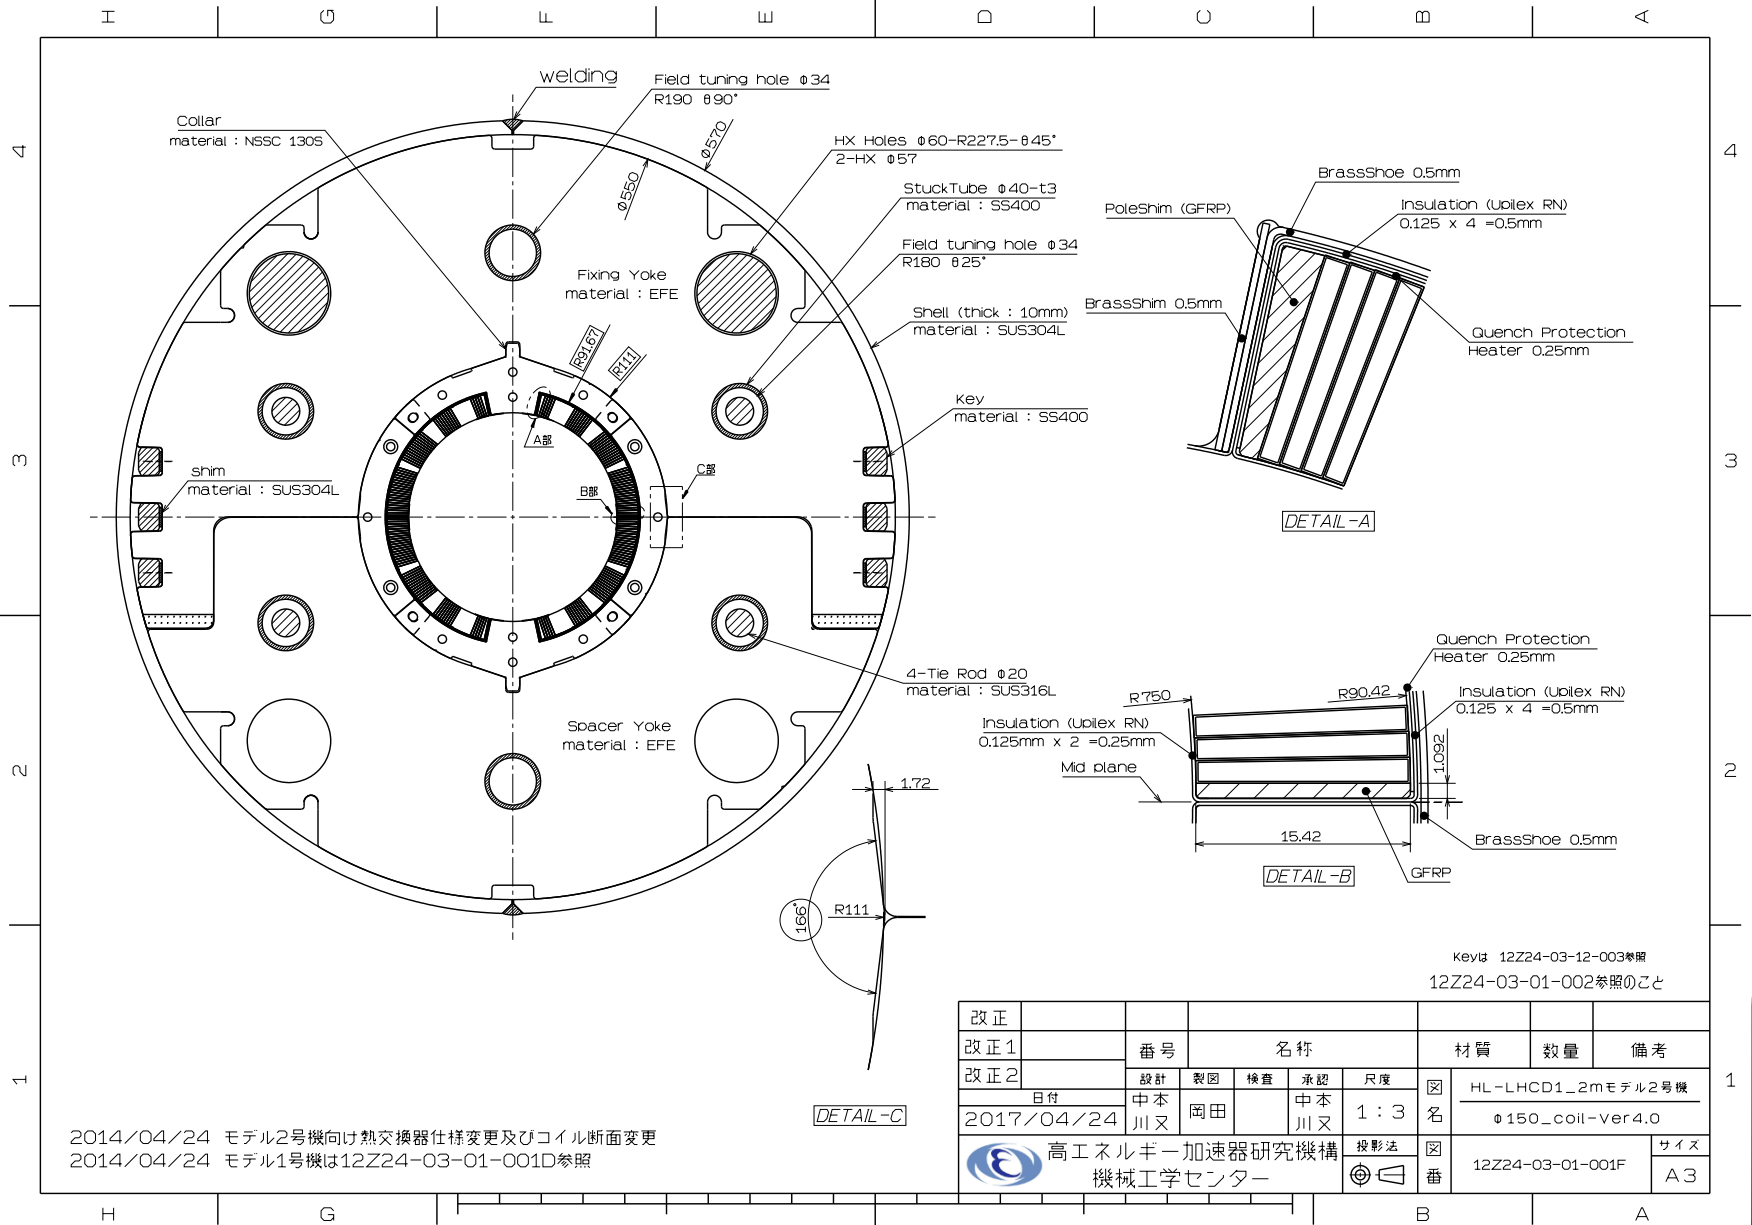 H G F E D C B A
4
3
2
1
welding
Field tuning hole φ34
R190 θ90°
Collar
material : NSSC 130S
φ570
φ550
HX Holes φ60-R227.5-θ45°
2-HX φ57
StuckTube φ40-t3
material : SS400
Field tuning hole φ34
R180 θ25°
Fixing Yoke
material : EFE
Shell (thick : 10mm)
material : SUS304L
R91.67
R111
Key
material : SS400
A部
B部
C部
shim
material : SUS304L
4-Tie Rod φ20
material : SUS316L
Spacer Yoke
material : EFE
BrassShoe 0.5mm
PoleShim (GFRP)
Insulation (Upilex RN)
0.125 x 4 =0.5mm
BrassShim 0.5mm
Quench Protection
Heater 0.25mm
DETAIL-A
Quench Protection
Heater 0.25mm
R750
R90.42
Insulation (Upilex RN)
0.125 x 4 =0.5mm
Insulation (Upilex RN)
0.125mm x 2 =0.25mm
Mid plane
1.092
15.42
BrassShoe 0.5mm
GFRP
DETAIL-B
1.72
166°
R111
DETAIL-C
Keyは 12Z24-03-12-003参照
12Z24-03-01-002参照のこと
改正
改正1
改正2
番号 名称 材質 数量 備考
設計 製図 検査 承認 尺度
日付
2017/04/24
中本
川又
岡田
中本
川又
1 : 3
図名
HL-LHCD1_2mモデル2号機
φ150_coil-Ver4.0
高エネルギー加速器研究機構
機械工学センター
投影法
図番
12Z24-03-01-001F
サイズ
A3
2014/04/24 モデル2号機向け熱交換器仕様変更及びコイル断面変更
2014/04/24 モデル1号機は12Z24-03-01-001D参照
4
3
2
1
H G B A